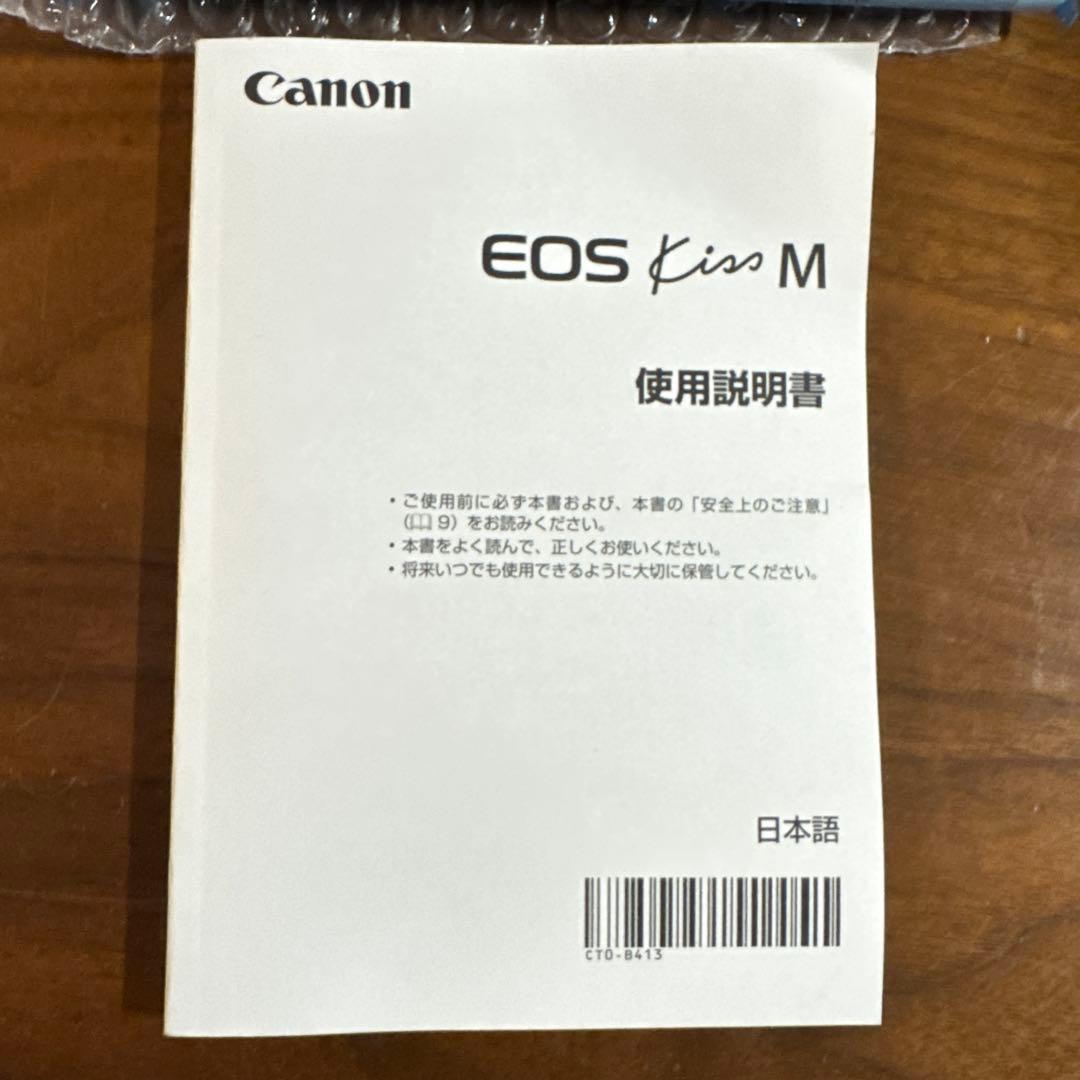 Canon
EOS Kiss M
使用説明書
・ご使用前に必ず本書および、本書の「安全上のご注意」
（📖 9）をお読みください。
・本書をよく読んで、正しくお使いください。
・将来いつでも使用できるように大切に保管してください。
日本語
CT0-B413